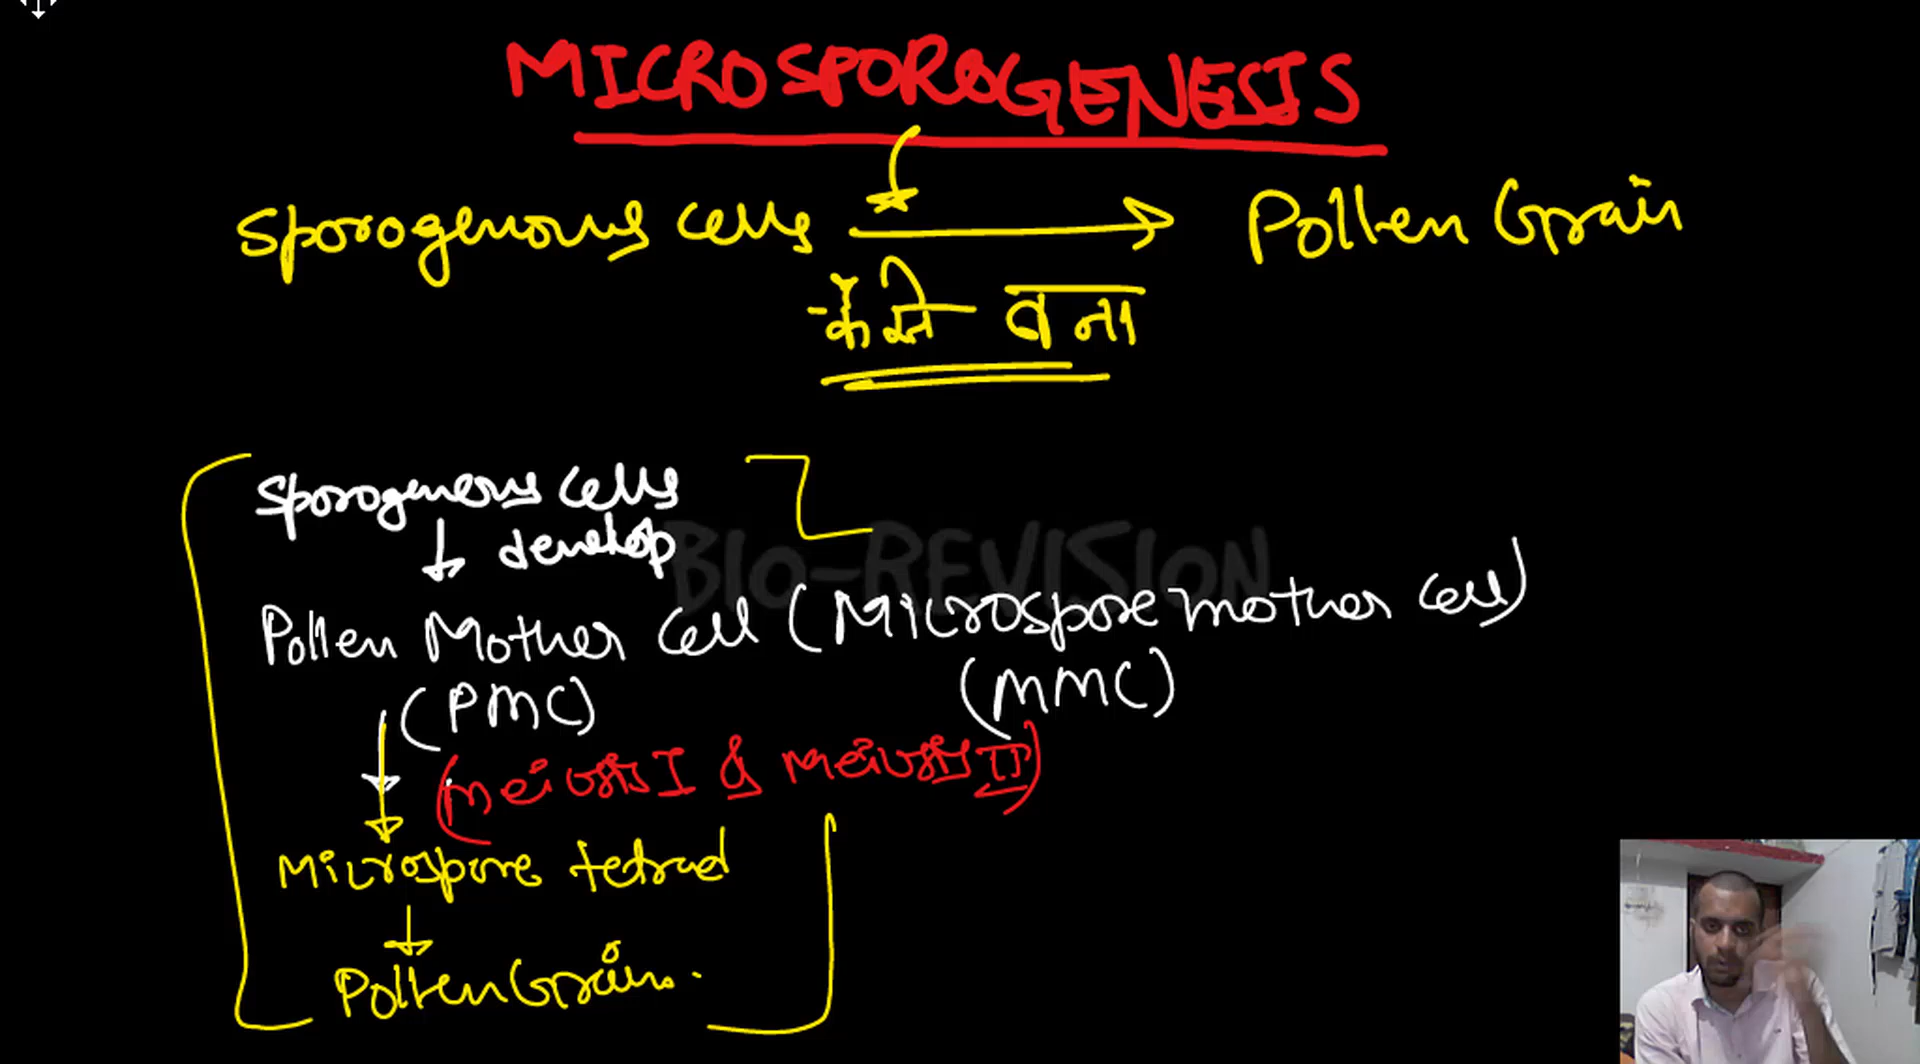 MICROSPOROGENESIS
Sporogenous cells → Pollen Grain
कैसे बना
Sporogenous cells
↓ develop
Pollen Mother Cell (Microspore mother cell)
(PMC) (MMC)
(meiosis I & meiosis II)
Microspore tetrad
↓
Pollen Grain.
BIO-REVISION